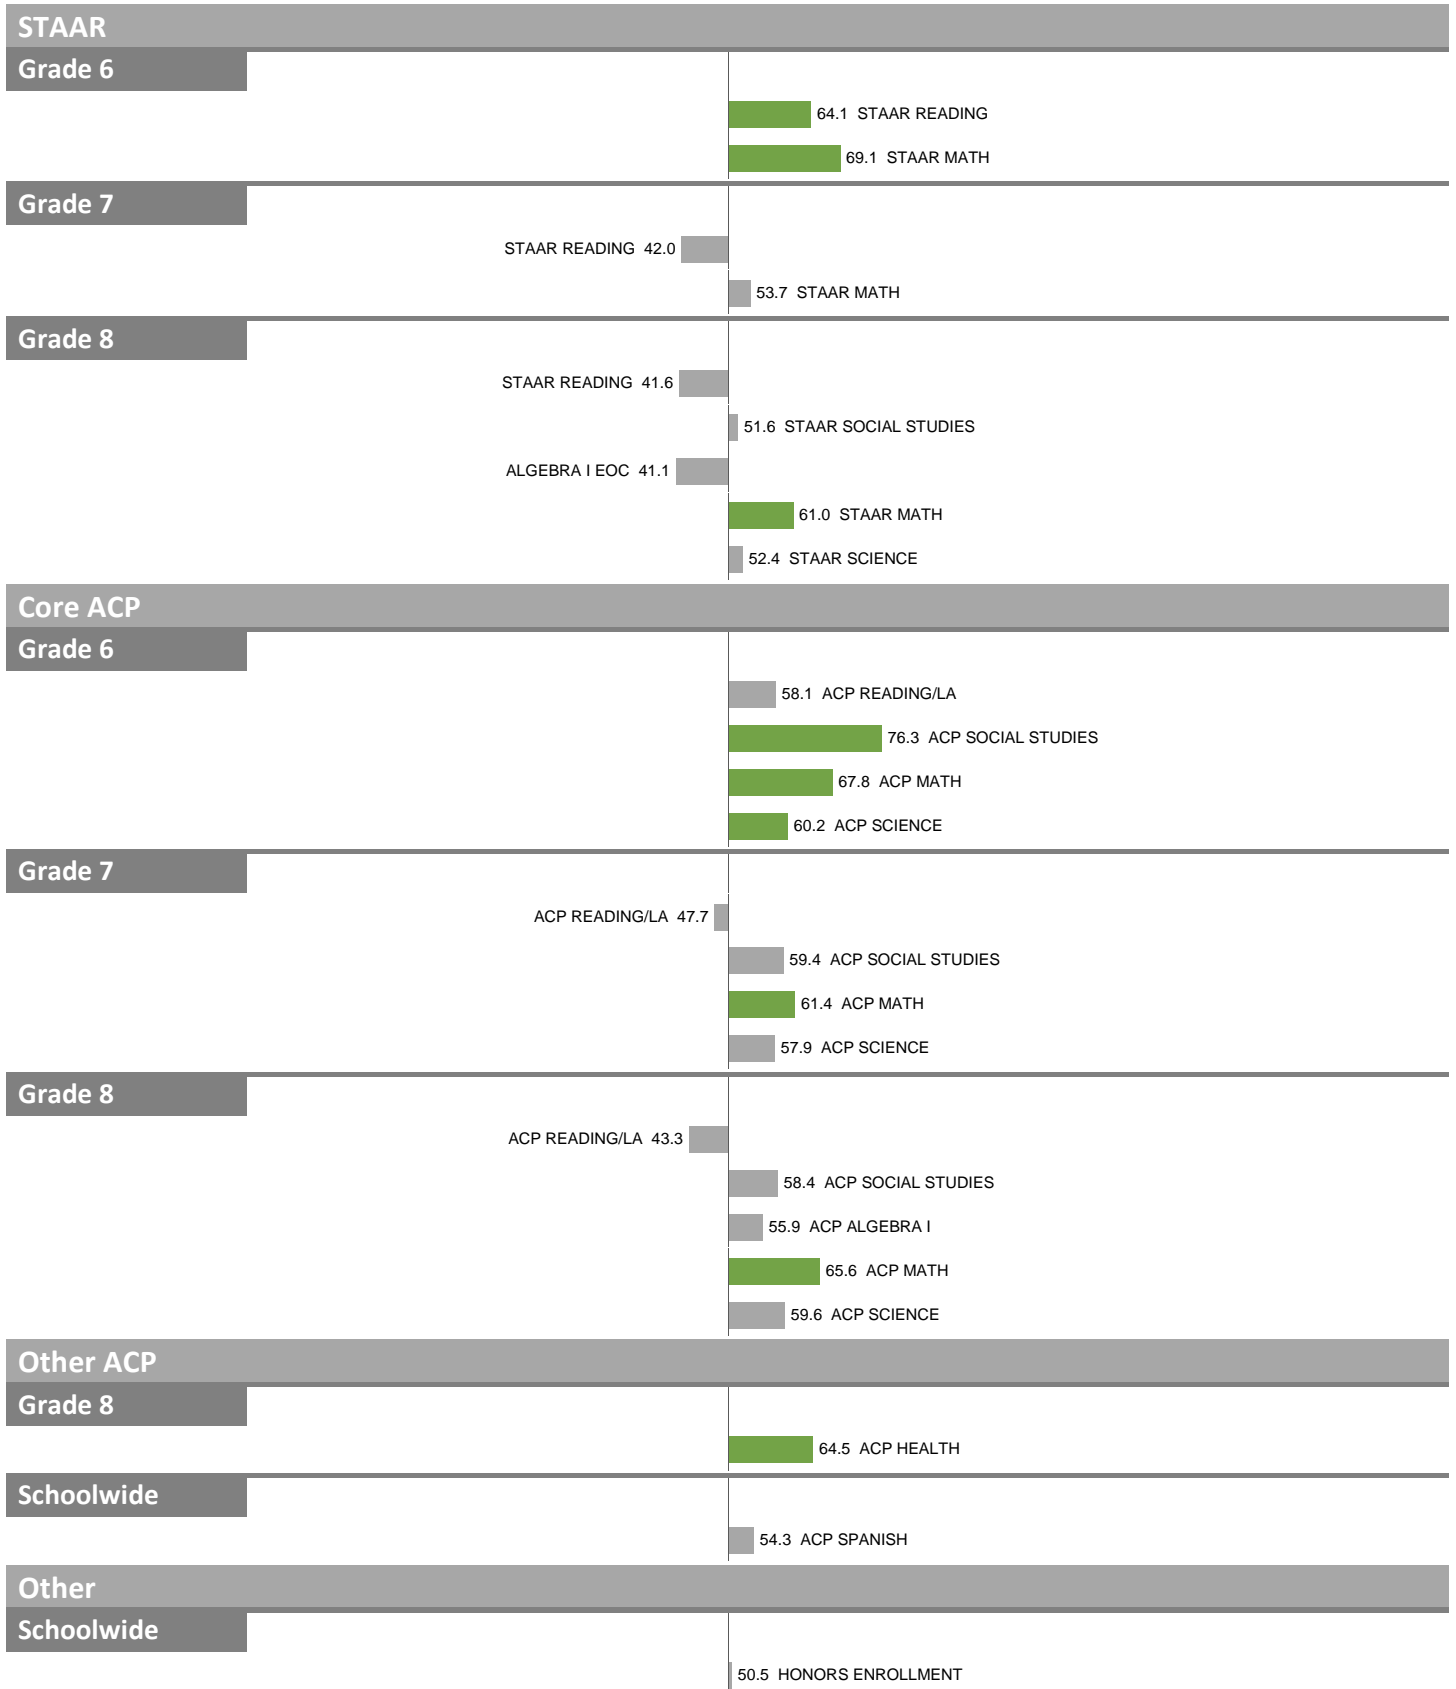 STAAR
Grade 6
64.1 STAAR READING
69.1 STAAR MATH
Grade 7
STAAR READING 42.0
53.7 STAAR MATH
Grade 8
STAAR READING 41.6
51.6 STAAR SOCIAL STUDIES
ALGEBRA I EOC 41.1
61.0 STAAR MATH
52.4 STAAR SCIENCE
Core ACP
Grade 6
58.1 ACP READING/LA
76.3 ACP SOCIAL STUDIES
67.8 ACP MATH
60.2 ACP SCIENCE
Grade 7
ACP READING/LA 47.7
59.4 ACP SOCIAL STUDIES
61.4 ACP MATH
57.9 ACP SCIENCE
Grade 8
ACP READING/LA 43.3
58.4 ACP SOCIAL STUDIES
55.9 ACP ALGEBRA I
65.6 ACP MATH
59.6 ACP SCIENCE
Other ACP
Grade 8
64.5 ACP HEALTH
Schoolwide
54.3 ACP SPANISH
Other
Schoolwide
50.5 HONORS ENROLLMENT